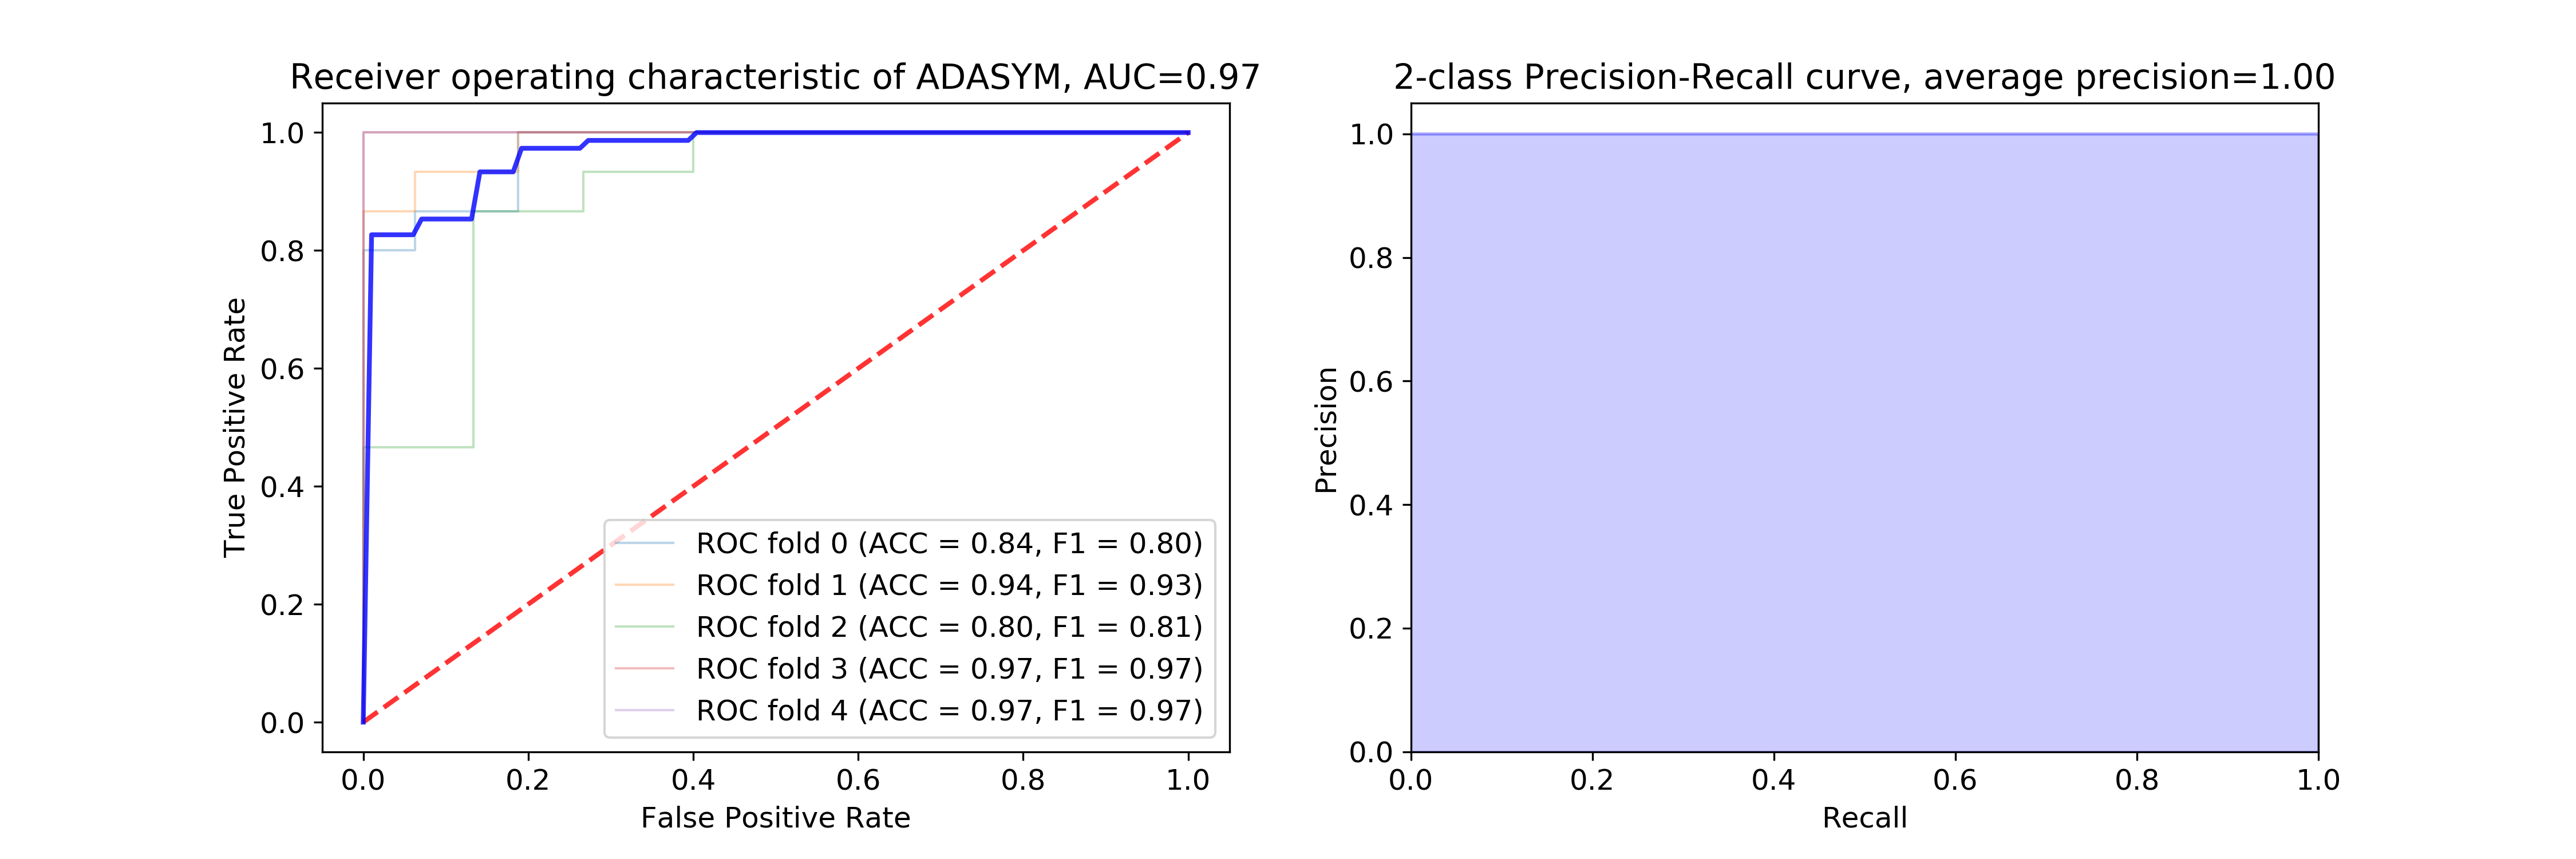 Receiver operating characteristic of ADASYM, AUC=0.97
True Positive Rate
1.0
0.8
0.6
0.4
0.2
0.0
ROC fold 0 (ACC = 0.84, F1 = 0.80)
ROC fold 1 (ACC = 0.94, F1 = 0.93)
ROC fold 2 (ACC = 0.80, F1 = 0.81)
ROC fold 3 (ACC = 0.97, F1 = 0.97)
ROC fold 4 (ACC = 0.97, F1 = 0.97)
0.0 0.2 0.4 0.6 0.8 1.0
False Positive Rate
2-class Precision-Recall curve, average precision=1.00
Precision
1.0
0.8
0.6
0.4
0.2
0.0
0.0 0.2 0.4 0.6 0.8 1.0
Recall